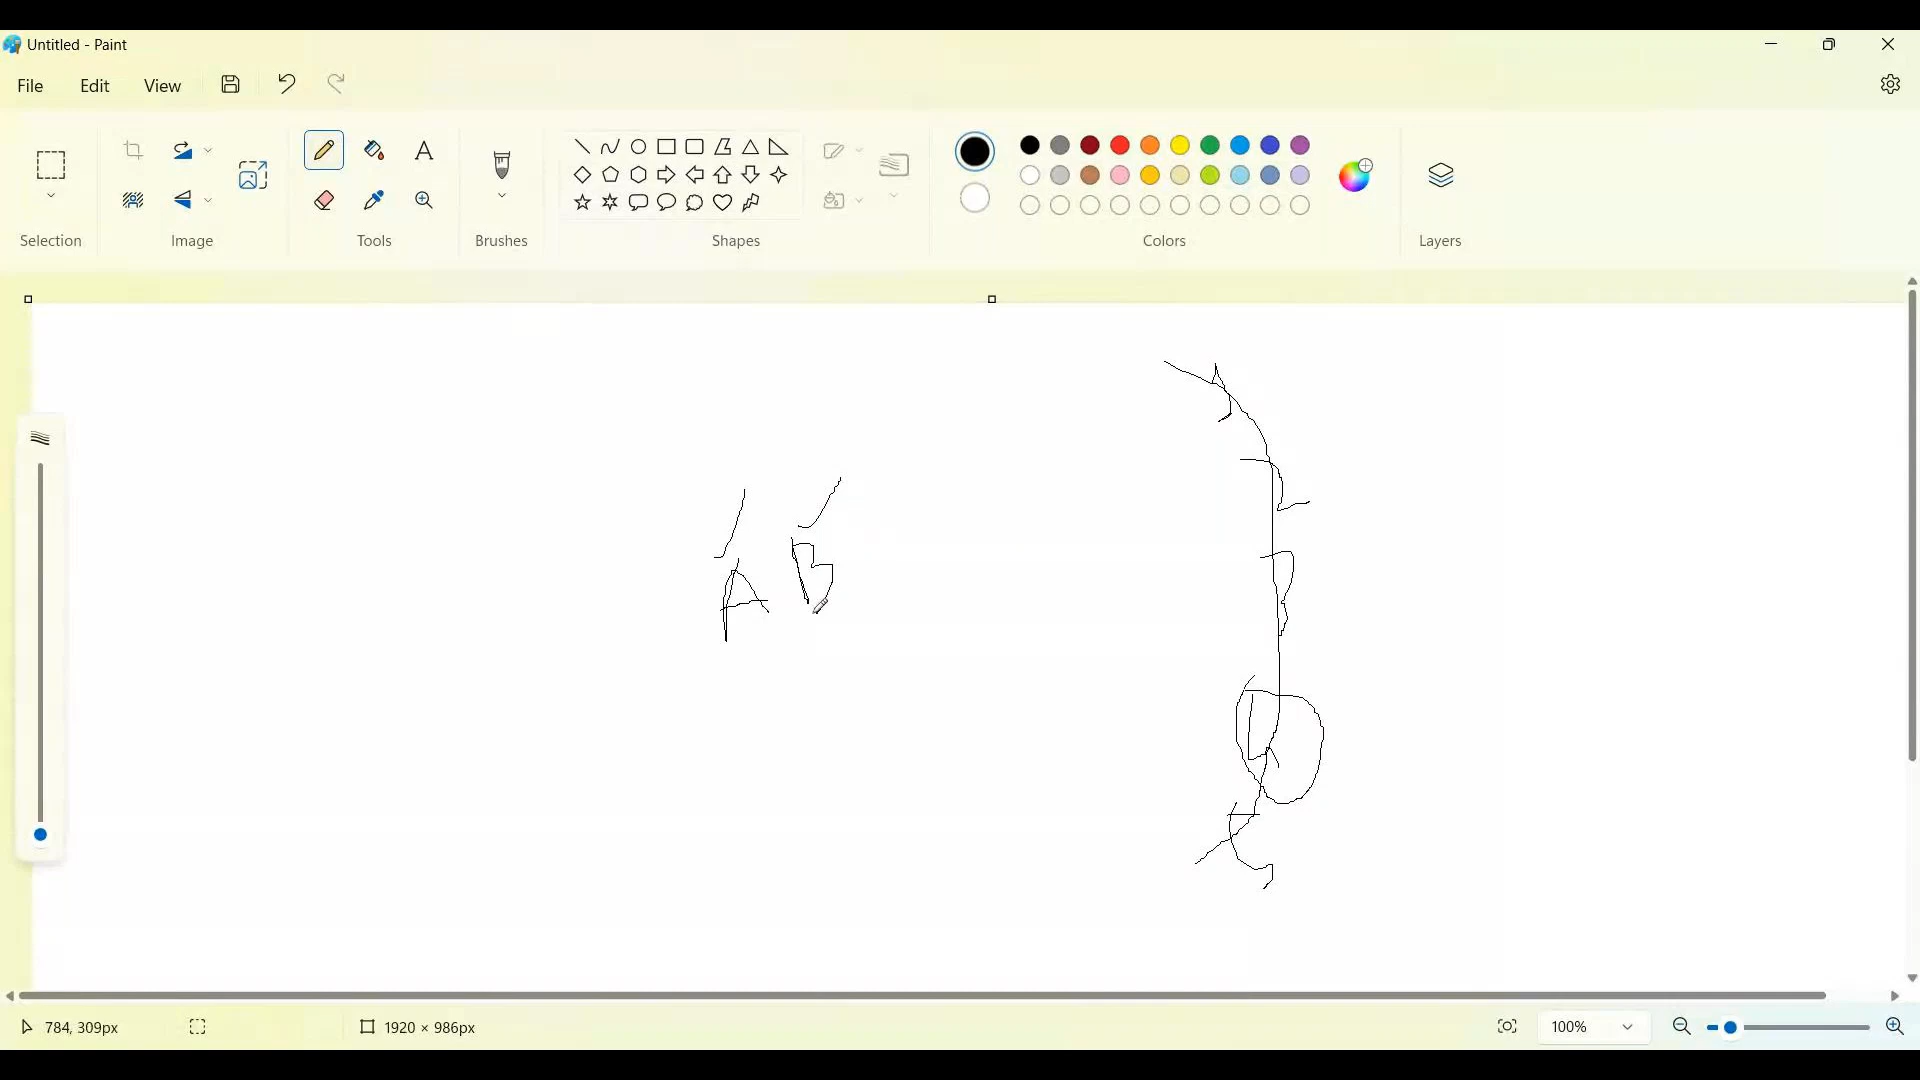 Untitled - Paint
File Edit View
Selection Image Tools Brushes Shapes Colors Layers
A B
784, 309px 1920 × 986px 100%